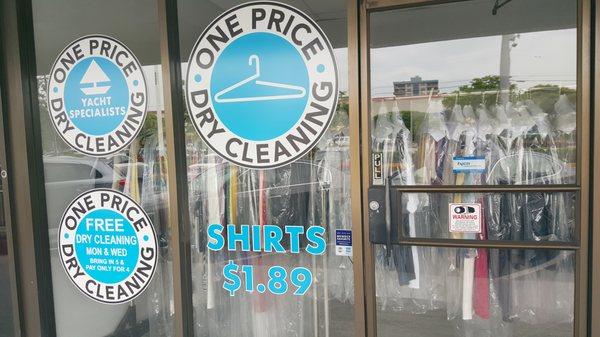 ONE PRICE
YACHT
SPECIALISTS
DRY CLEANING
ONE PRICE
DRY CLEANING
ONE PRICE
FREE
DRY CLEANING
MON & WED
BRING IN 5 &
PAY ONLY FOR 4
DRY CLEANING
SHIRTS
$1.89
PULL
WARNING